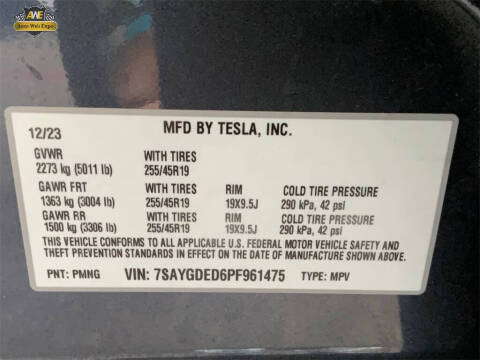 AWE
Auto Web Expo
12/23 MFD BY TESLA, INC.
GVWR WITH TIRES
2273 kg (5011 lb) 255/45R19
GAWR FRT WITH TIRES RIM COLD TIRE PRESSURE
1363 kg (3004 lb) 255/45R19 19X9.5J 290 kPa, 42 psi
GAWR RR WITH TIRES RIM COLD TIRE PRESSURE
1500 kg (3306 lb) 255/45R19 19X9.5J 290 kPa, 42 psi
THIS VEHICLE CONFORMS TO ALL APPLICABLE U.S. FEDERAL MOTOR VEHICLE SAFETY AND
THEFT PREVENTION STANDARDS IN EFFECT ON THE DATE OF MANUFACTURE SHOWN ABOVE.
PNT: PMNG VIN: 7SAYGDED6PF961475 TYPE: MPV